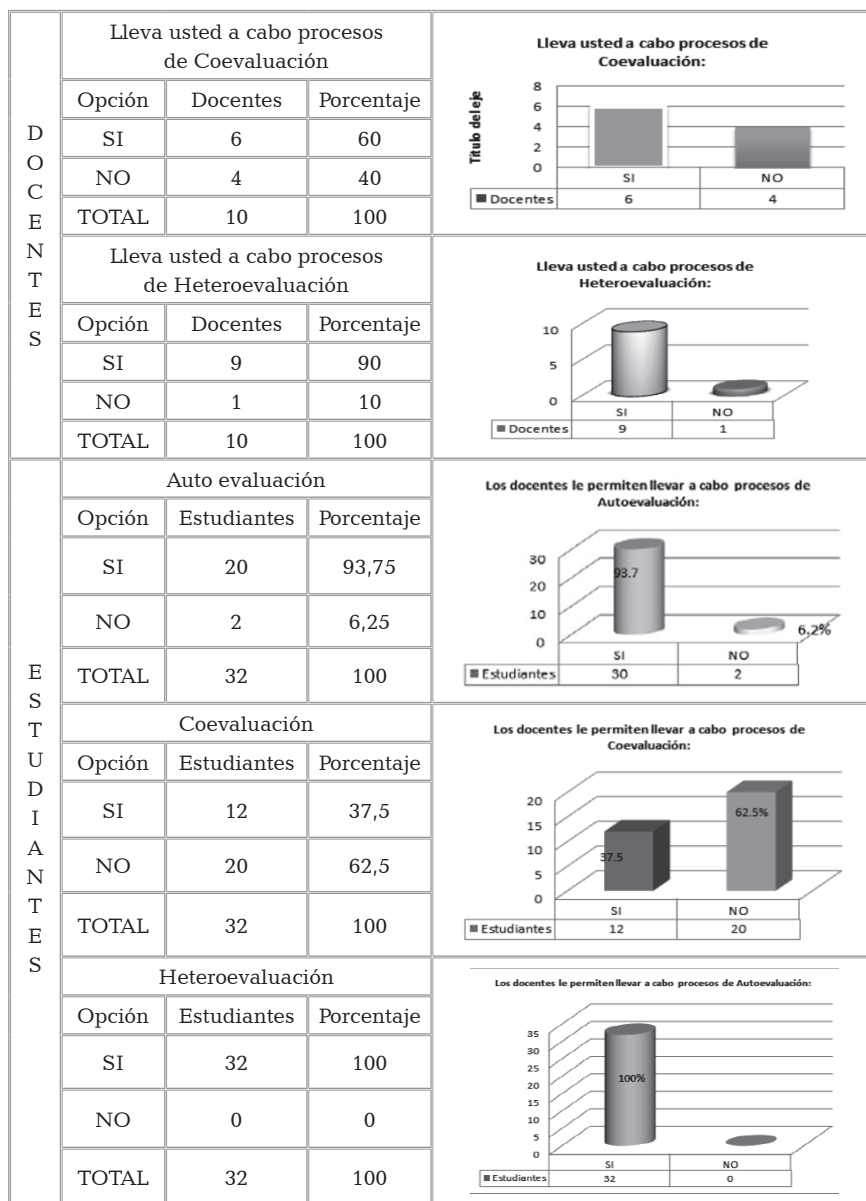 DOCENTES
Lleva usted a cabo procesos
de Coevaluación
Opción Docentes Porcentaje
SI 6 60
NO 4 40
TOTAL 10 100
Lleva usted a cabo procesos de
Coevaluación:
Título del eje
8
6
4
2
0
SI NO
Docentes 6 4
Lleva usted a cabo procesos
de Heteroevaluación
Opción Docentes Porcentaje
SI 9 90
NO 1 10
TOTAL 10 100
Lleva usted a cabo procesos de
Heteroevaluación:
10
5
0
SI NO
Docentes 9 1
ESTUDIANTES
Auto evaluación
Opción Estudiantes Porcentaje
SI 20 93,75
NO 2 6,25
TOTAL 32 100
Los docentes le permiten llevar a cabo procesos de
Autoevaluación:
30
20
10
0
93.7
6,2%
SI NO
Estudiantes 30 2
Coevaluación
Opción Estudiantes Porcentaje
SI 12 37,5
NO 20 62,5
TOTAL 32 100
Los docentes le permiten llevar a cabo procesos de
Coevaluación:
20
15
10
5
0
37.5
62.5%
SI NO
Estudiantes 12 20
Heteroevaluación
Opción Estudiantes Porcentaje
SI 32 100
NO 0 0
TOTAL 32 100
Los docentes le permiten llevar a cabo procesos de Autoevaluación:
35
30
25
20
15
10
5
0
100%
SI NO
Estudiantes 32 0